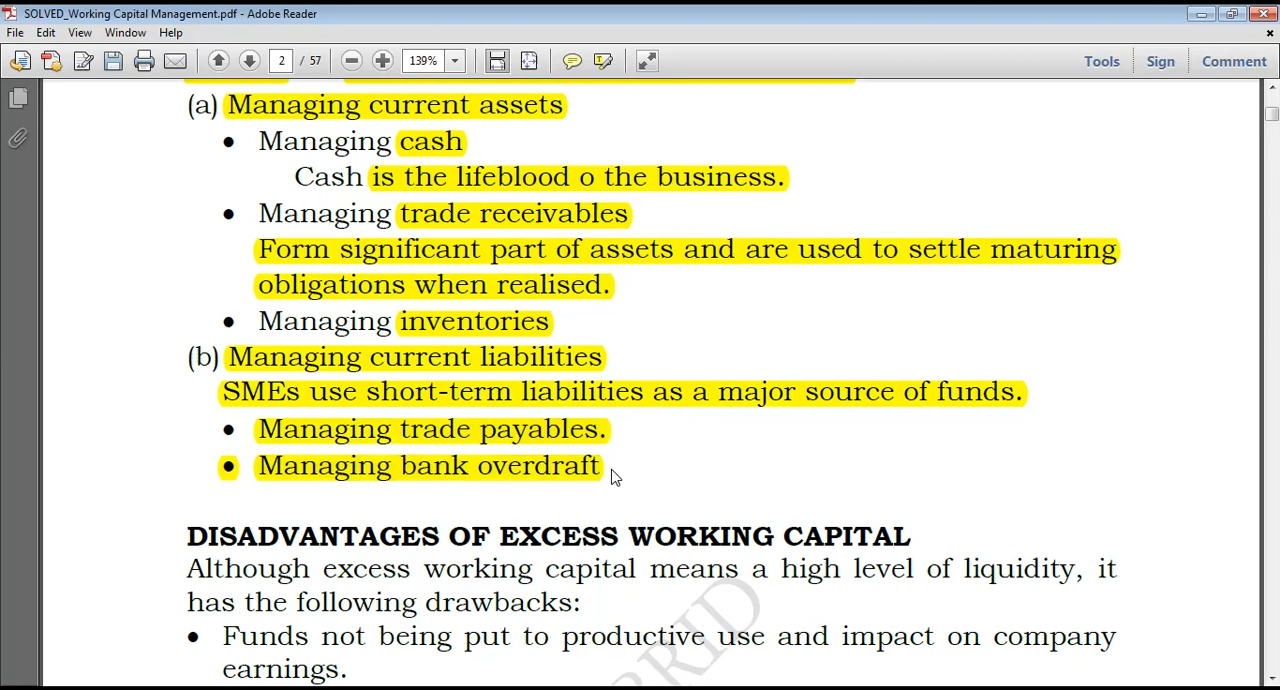 SOLVED_Working Capital Management.pdf - Adobe Reader
File Edit View Window Help
2 / 57 139% Tools Sign Comment
(a) Managing current assets
• Managing cash
Cash is the lifeblood o the business.
• Managing trade receivables
Form significant part of assets and are used to settle maturing
obligations when realised.
• Managing inventories
(b) Managing current liabilities
SMEs use short-term liabilities as a major source of funds.
• Managing trade payables.
• Managing bank overdraft
DISADVANTAGES OF EXCESS WORKING CAPITAL
Although excess working capital means a high level of liquidity, it
has the following drawbacks:
• Funds not being put to productive use and impact on company
earnings.